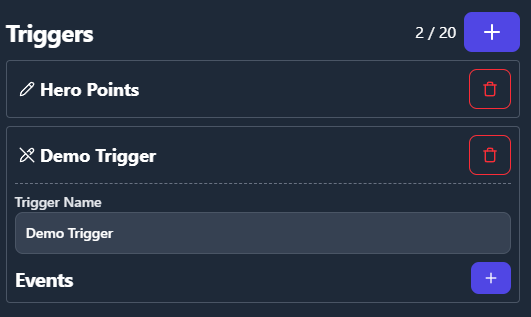 Triggers 2 / 20
Hero Points
Demo Trigger
Trigger Name
Demo Trigger
Events